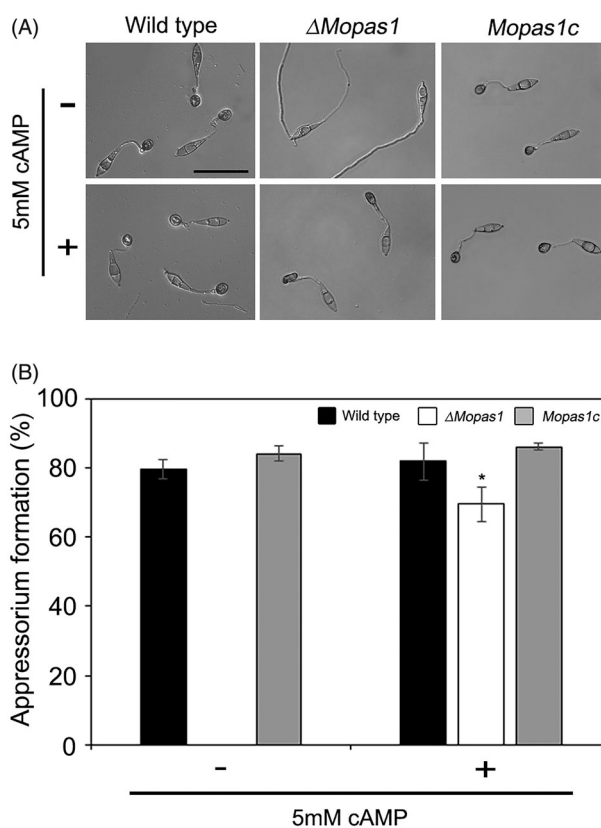 (A)
Wild type ΔMopas1 Mopas1c
5mM cAMP
-
+
(B)
Appressorium formation (%)
100
80
60
40
20
0
Wild type ΔMopas1 Mopas1c
*
- +
5mM cAMP